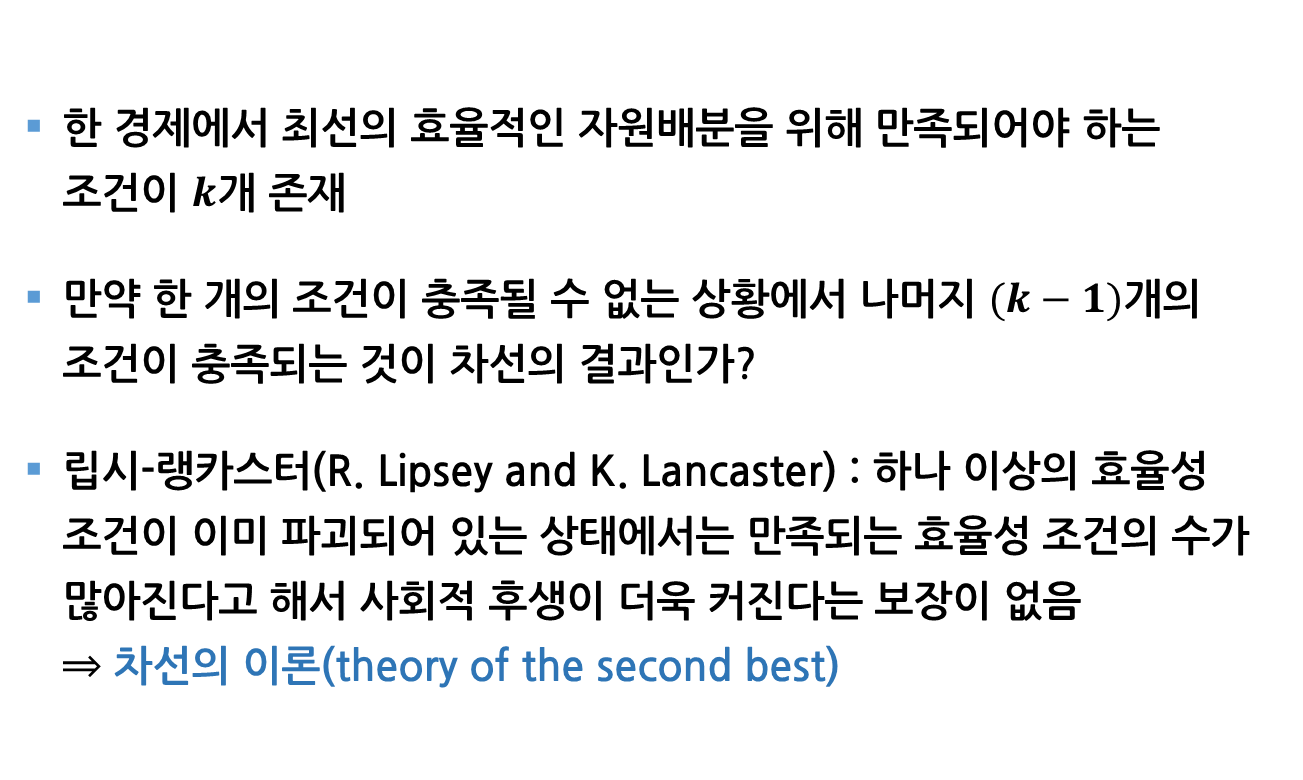 ▪ 한 경제에서 최선의 효율적인 자원배분을 위해 만족되어야 하는
조건이 k개 존재
▪ 만약 한 개의 조건이 충족될 수 없는 상황에서 나머지 (k − 1)개의
조건이 충족되는 것이 차선의 결과인가?
▪ 립시-랭카스터(R. Lipsey and K. Lancaster) : 하나 이상의 효율성
조건이 이미 파괴되어 있는 상태에서는 만족되는 효율성 조건의 수가
많아진다고 해서 사회적 후생이 더욱 커진다는 보장이 없음
⇒ 차선의 이론(theory of the second best)